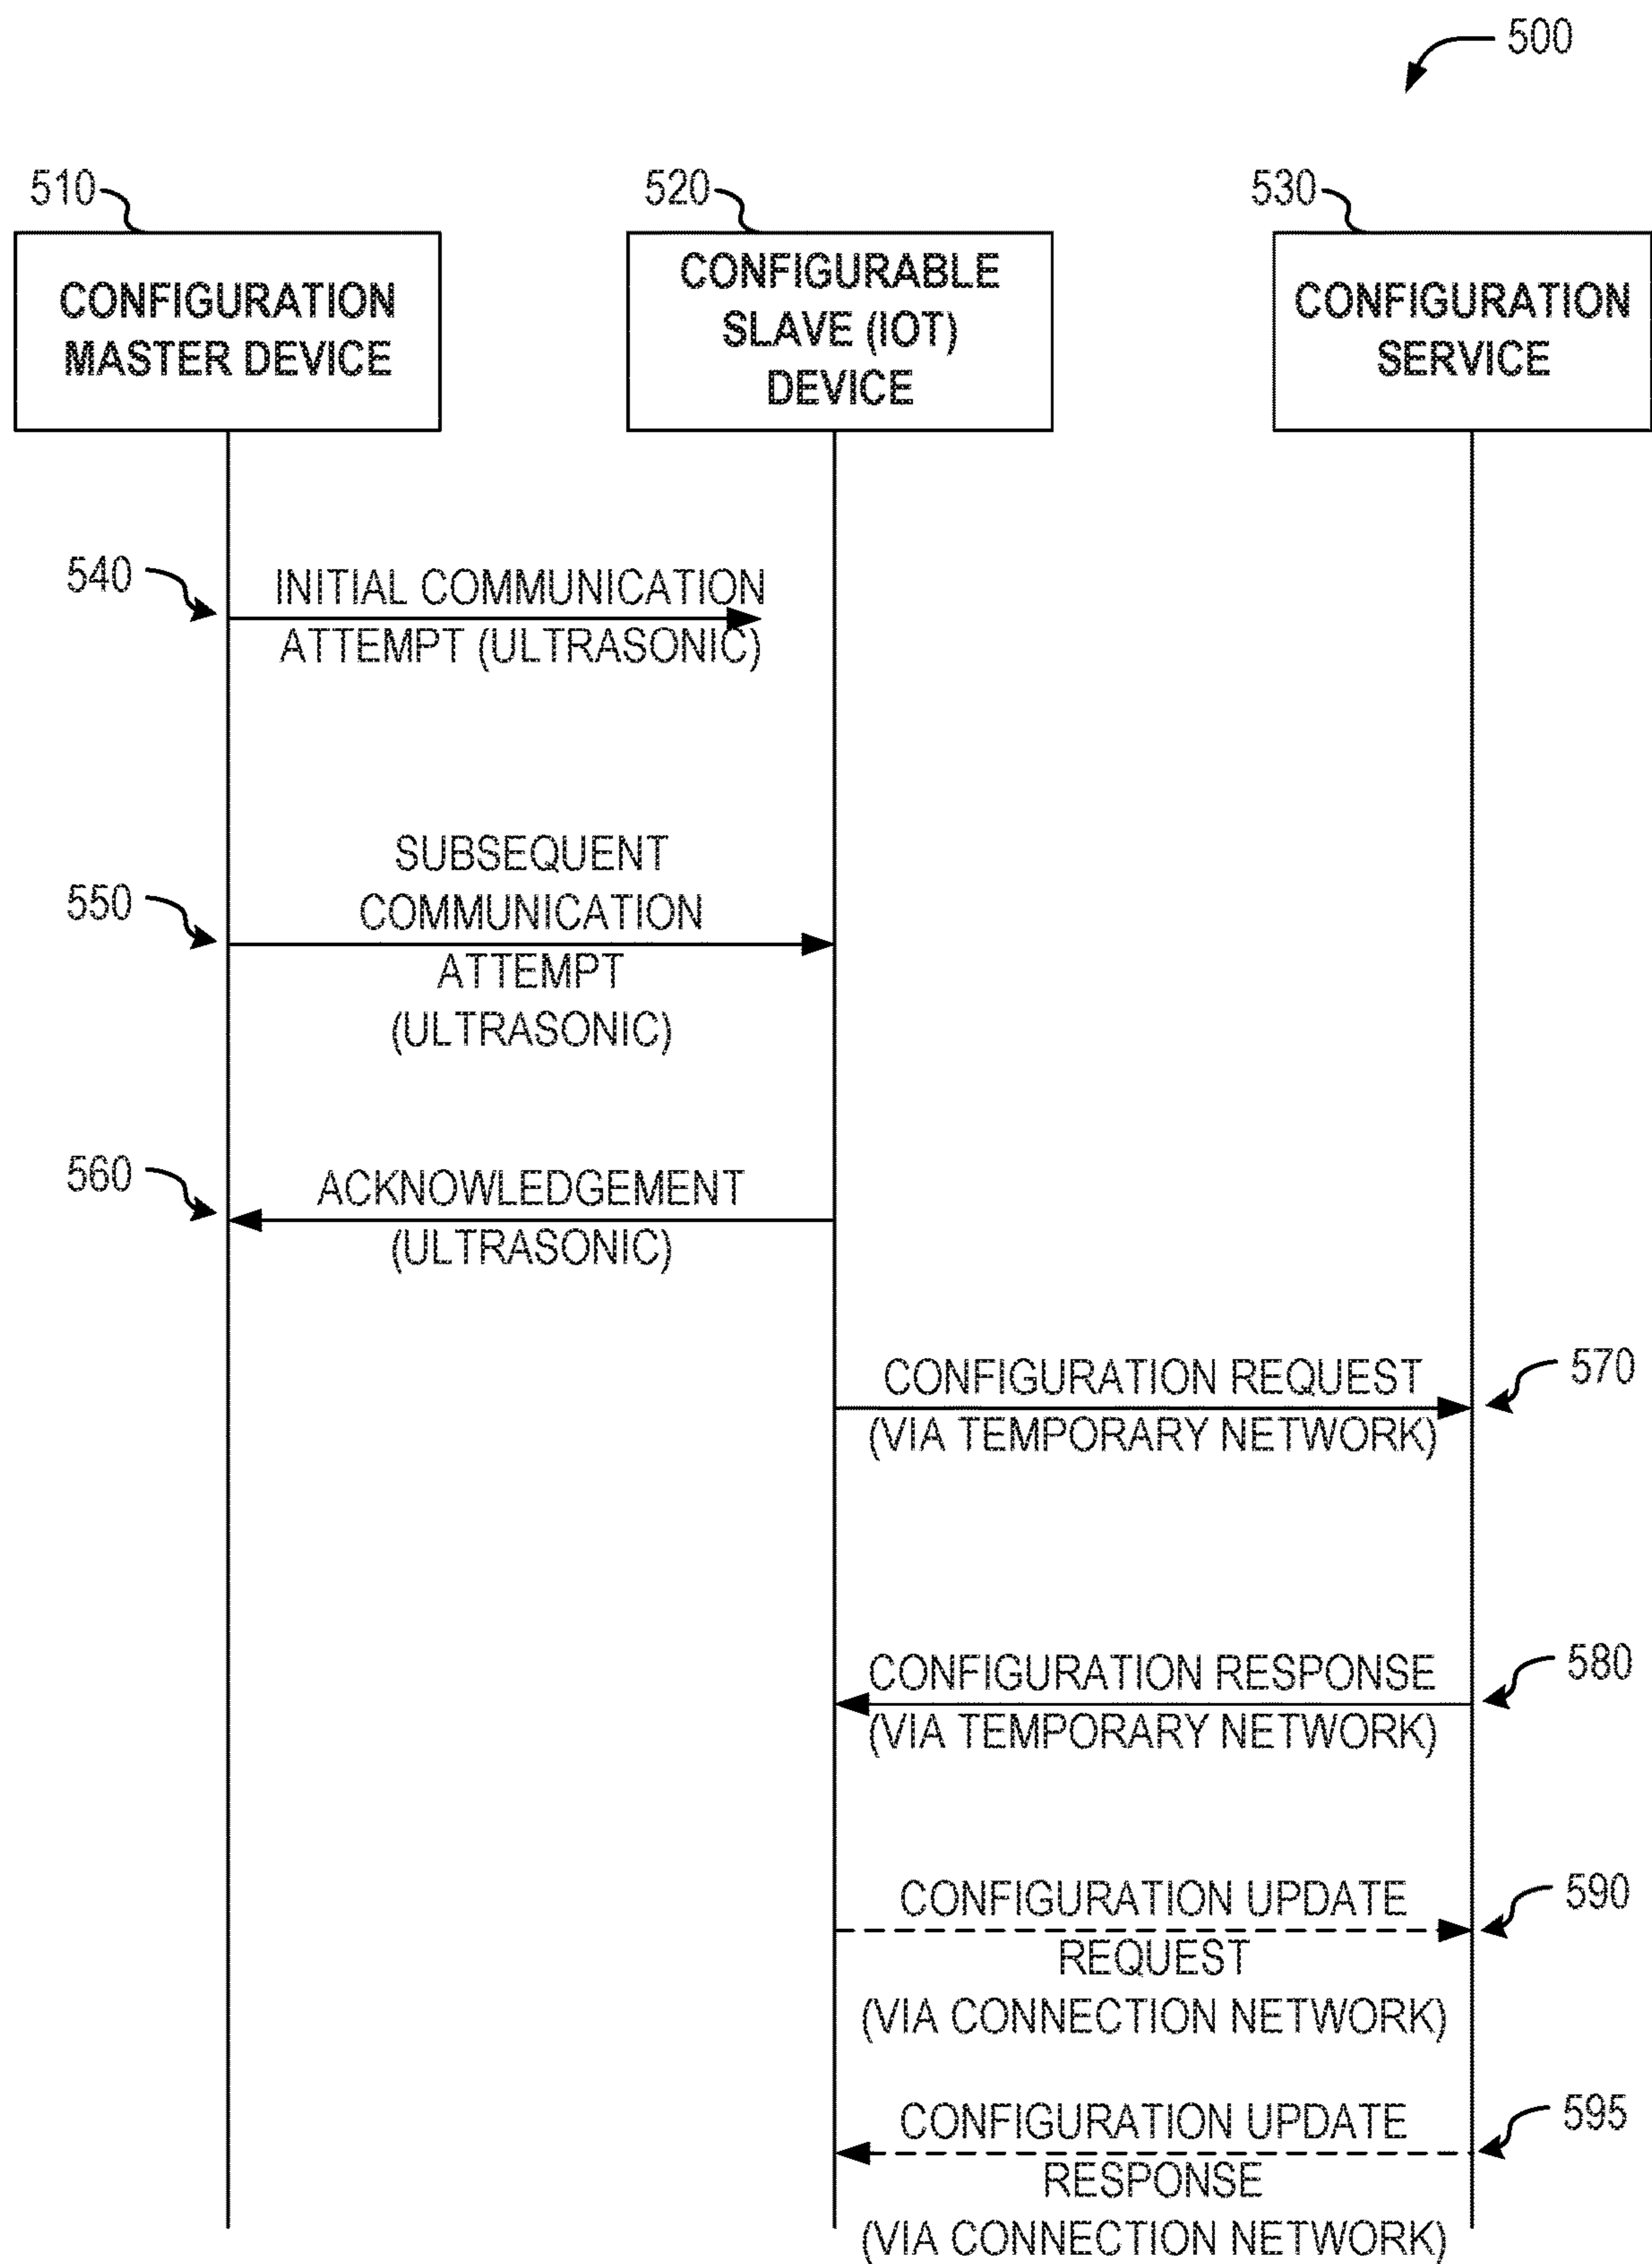 500
510
520
530
CONFIGURATION
MASTER DEVICE
CONFIGURABLE
SLAVE (IOT)
DEVICE
CONFIGURATION
SERVICE
540
INITIAL COMMUNICATION
ATTEMPT (ULTRASONIC)
550
SUBSEQUENT
COMMUNICATION
ATTEMPT
(ULTRASONIC)
560
ACKNOWLEDGEMENT
(ULTRASONIC)
CONFIGURATION REQUEST
(VIA TEMPORARY NETWORK)
570
CONFIGURATION RESPONSE
(VIA TEMPORARY NETWORK)
580
CONFIGURATION UPDATE
REQUEST
(VIA CONNECTION NETWORK)
590
CONFIGURATION UPDATE
RESPONSE
(VIA CONNECTION NETWORK)
595